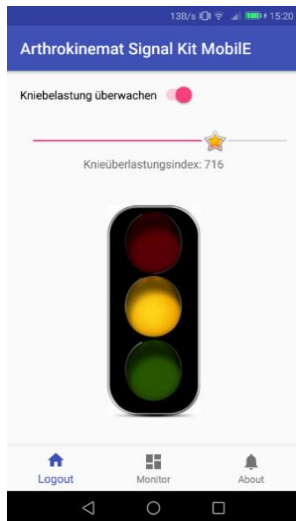 13B/s 15:20
Arthrokinemat Signal Kit MobilE
Kniebelastung überwachen
Knieüberlastungsindex: 716
Logout Monitor About